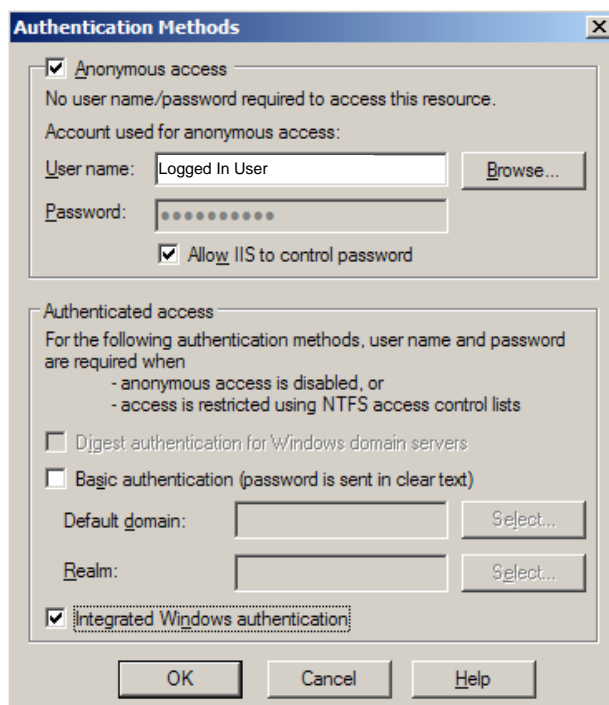 Authentication Methods
Anonymous access
No user name/password required to access this resource.
Account used for anonymous access:
User name: Logged In User Browse...
Password: ●●●●●●●●●●
Allow IIS to control password
Authenticated access
For the following authentication methods, user name and password
are required when
- anonymous access is disabled, or
- access is restricted using NTFS access control lists
Digest authentication for Windows domain servers
Basic authentication (password is sent in clear text)
Default domain: Select...
Realm: Select...
Integrated Windows authentication
OK Cancel Help